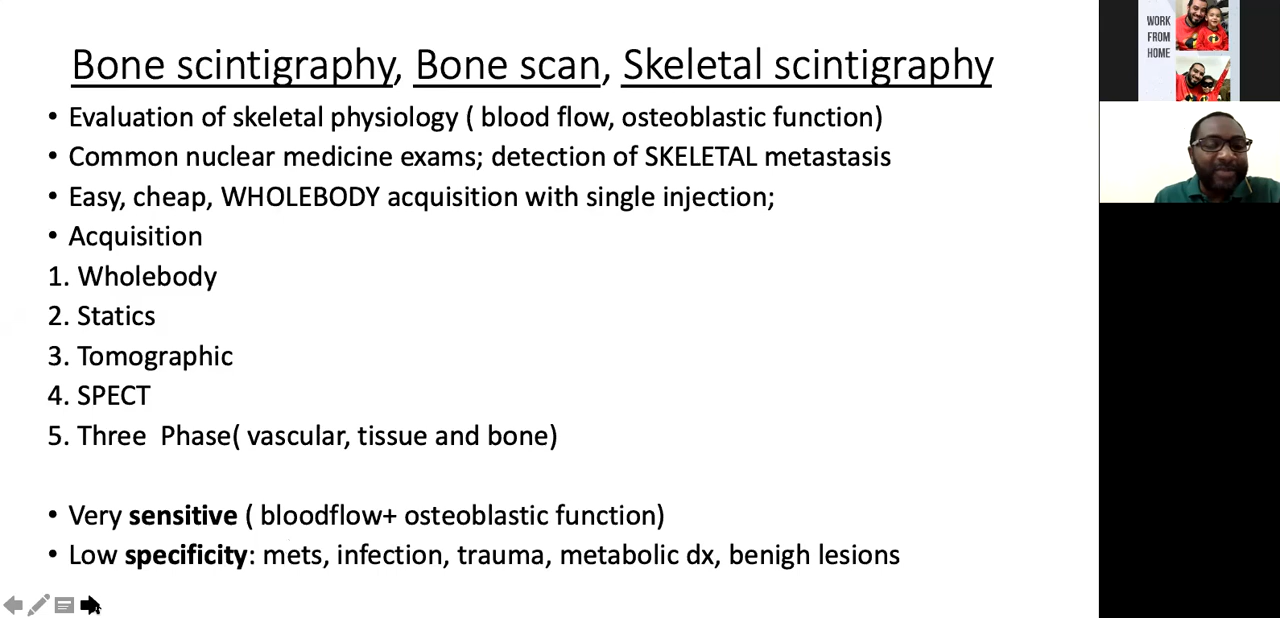 Bone scintigraphy, Bone scan, Skeletal scintigraphy
• Evaluation of skeletal physiology ( blood flow, osteoblastic function)
• Common nuclear medicine exams; detection of SKELETAL metastasis
• Easy, cheap, WHOLEBODY acquisition with single injection;
• Acquisition
1. Wholebody
2. Statics
3. Tomographic
4. SPECT
5. Three Phase( vascular, tissue and bone)
• Very sensitive ( bloodflow+ osteoblastic function)
• Low specificity: mets, infection, trauma, metabolic dx, benigh lesions
WORK
FROM
HOME